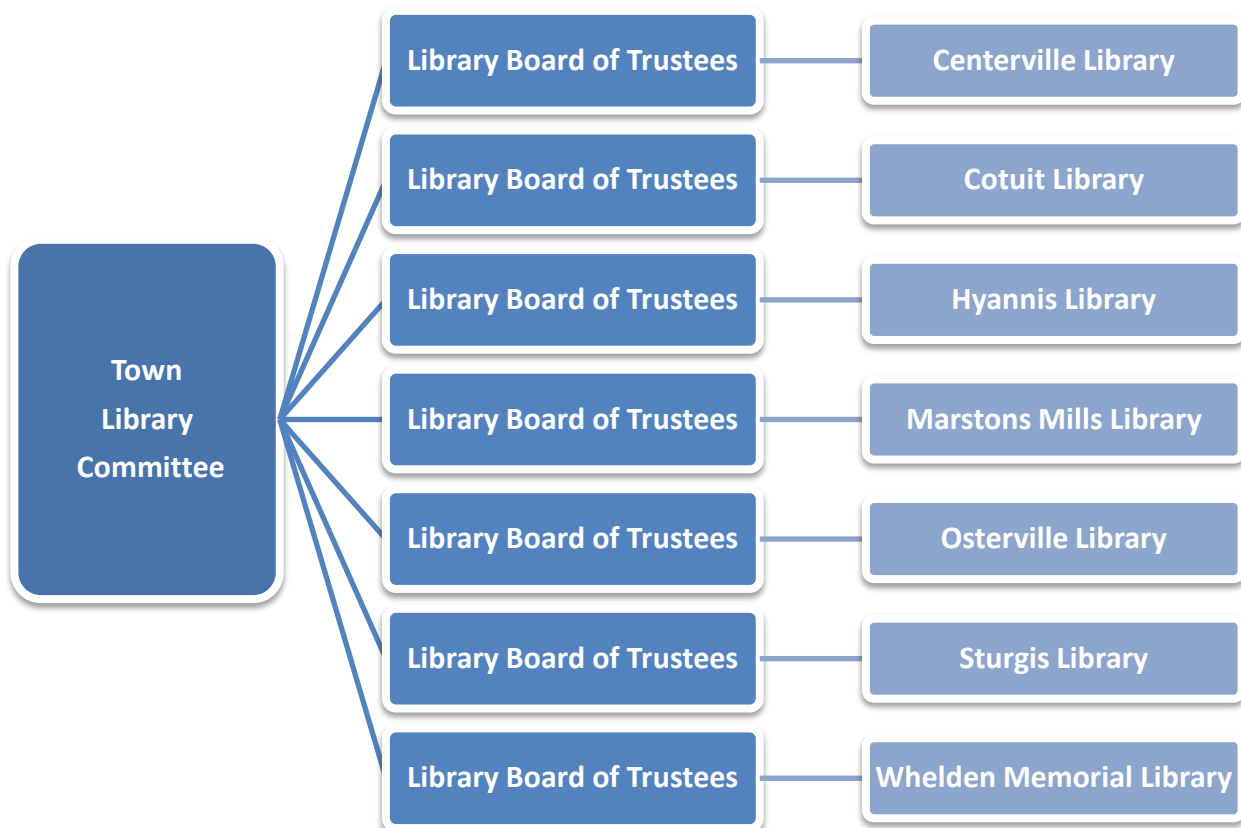 Town
Library
Committee
Library Board of Trustees
Centerville Library
Library Board of Trustees
Cotuit Library
Library Board of Trustees
Hyannis Library
Library Board of Trustees
Marstons Mills Library
Library Board of Trustees
Osterville Library
Library Board of Trustees
Sturgis Library
Library Board of Trustees
Whelden Memorial Library